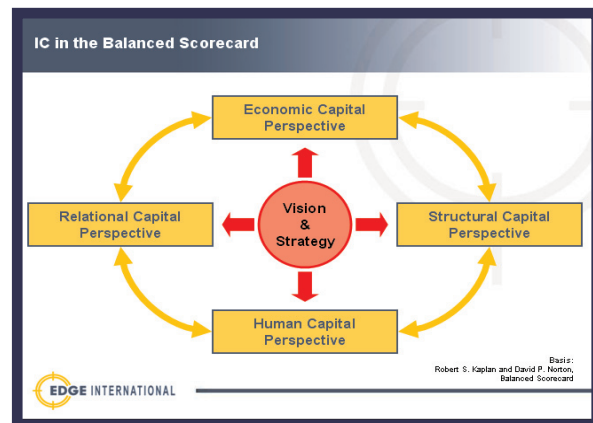 IC in the Balanced Scorecard
Economic Capital
Perspective
Relational Capital
Perspective
Vision
&
Strategy
Structural Capital
Perspective
Human Capital
Perspective
Basis:
Robert S. Kaplan and David P. Norton,
Balanced Scorecard
EDGE INTERNATIONAL